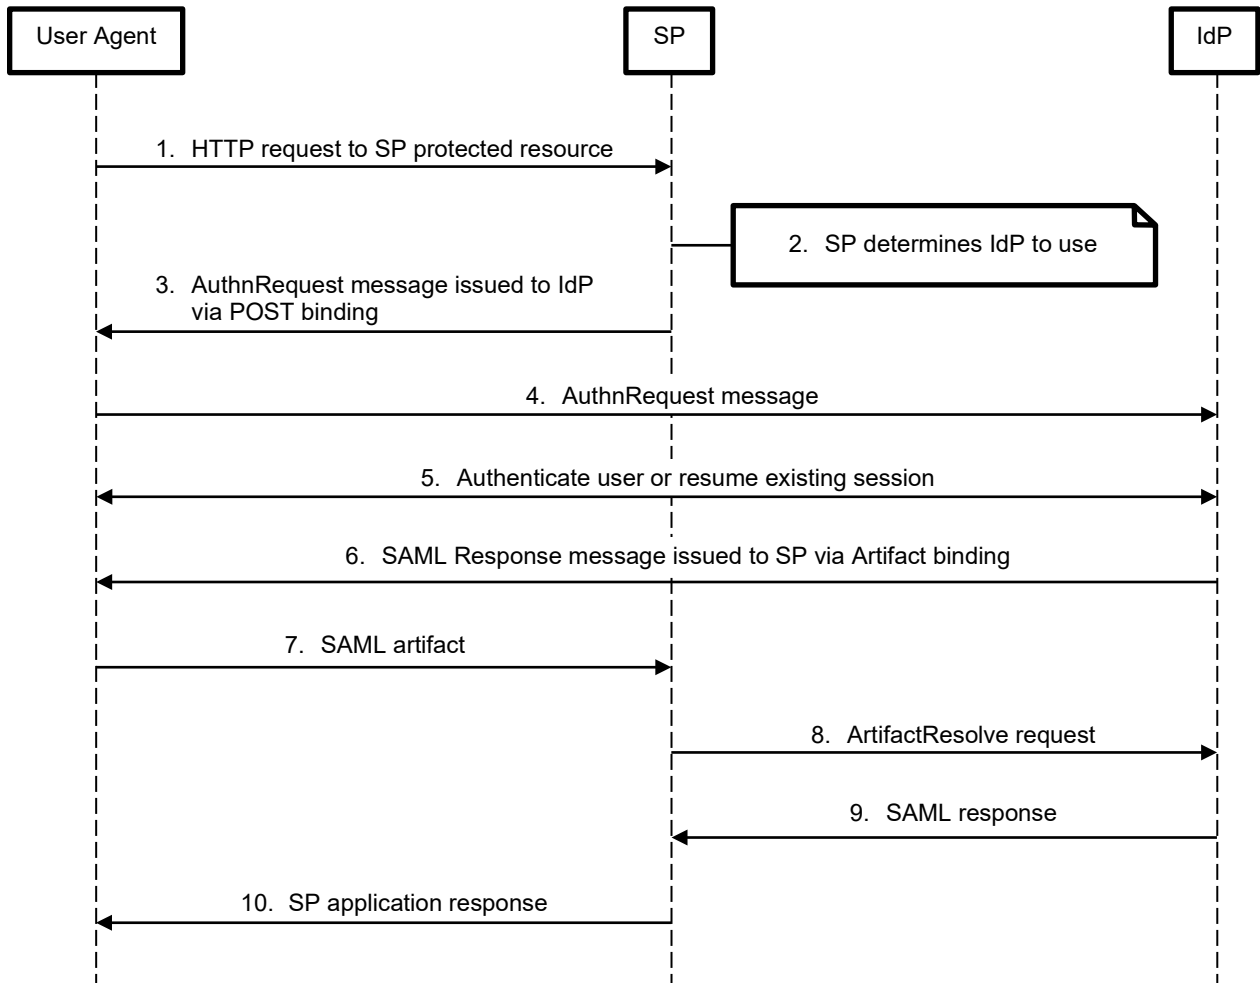 User Agent
SP
IdP
1. HTTP request to SP protected resource
2. SP determines IdP to use
3. AuthnRequest message issued to IdP
via POST binding
4. AuthnRequest message
5. Authenticate user or resume existing session
6. SAML Response message issued to SP via Artifact binding
7. SAML artifact
8. ArtifactResolve request
9. SAML response
10. SP application response